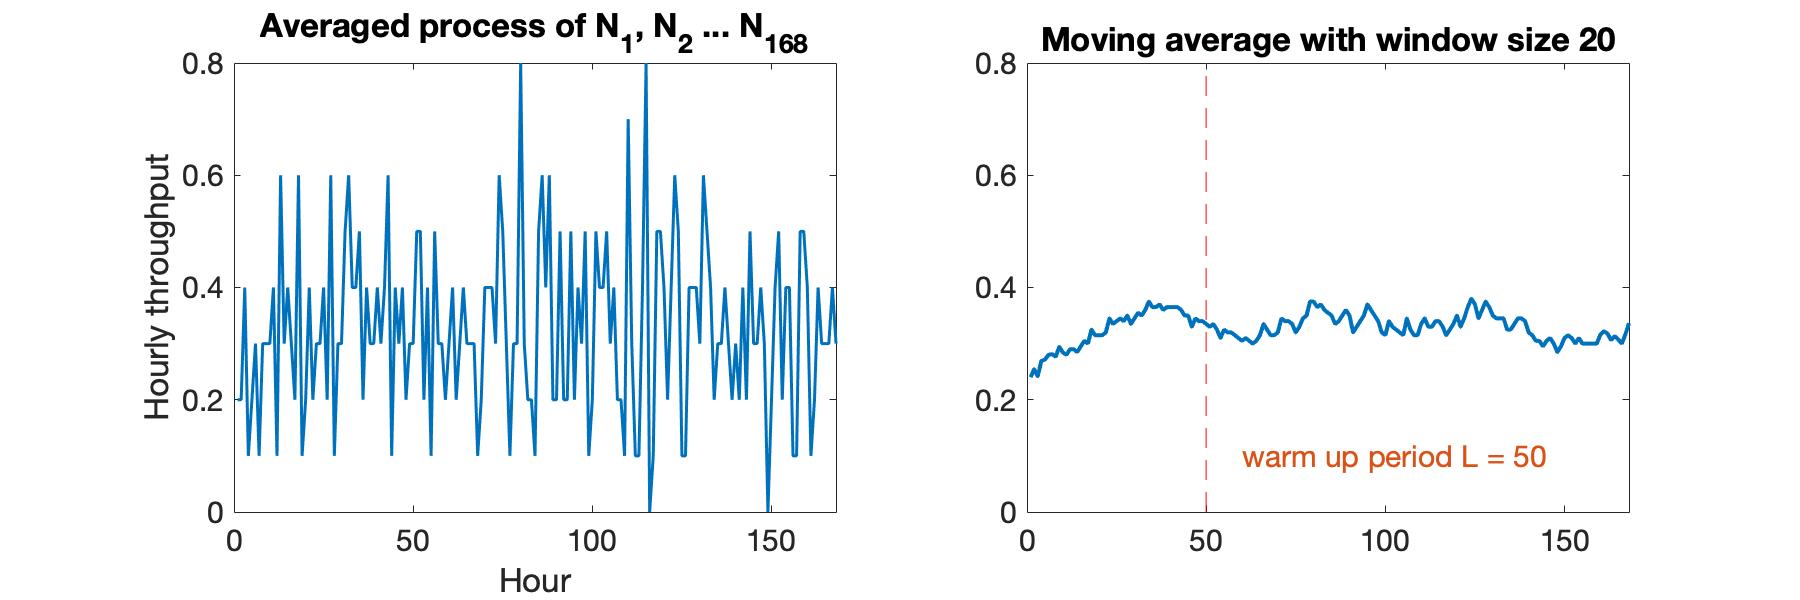 Averaged process of N1, N2 ... N168
Hourly throughput
0.8
0.6
0.4
0.2
0
0 50 100 150
Hour
Moving average with window size 20
0.8
0.6
0.4
0.2
0
warm up period L = 50
0 50 100 150